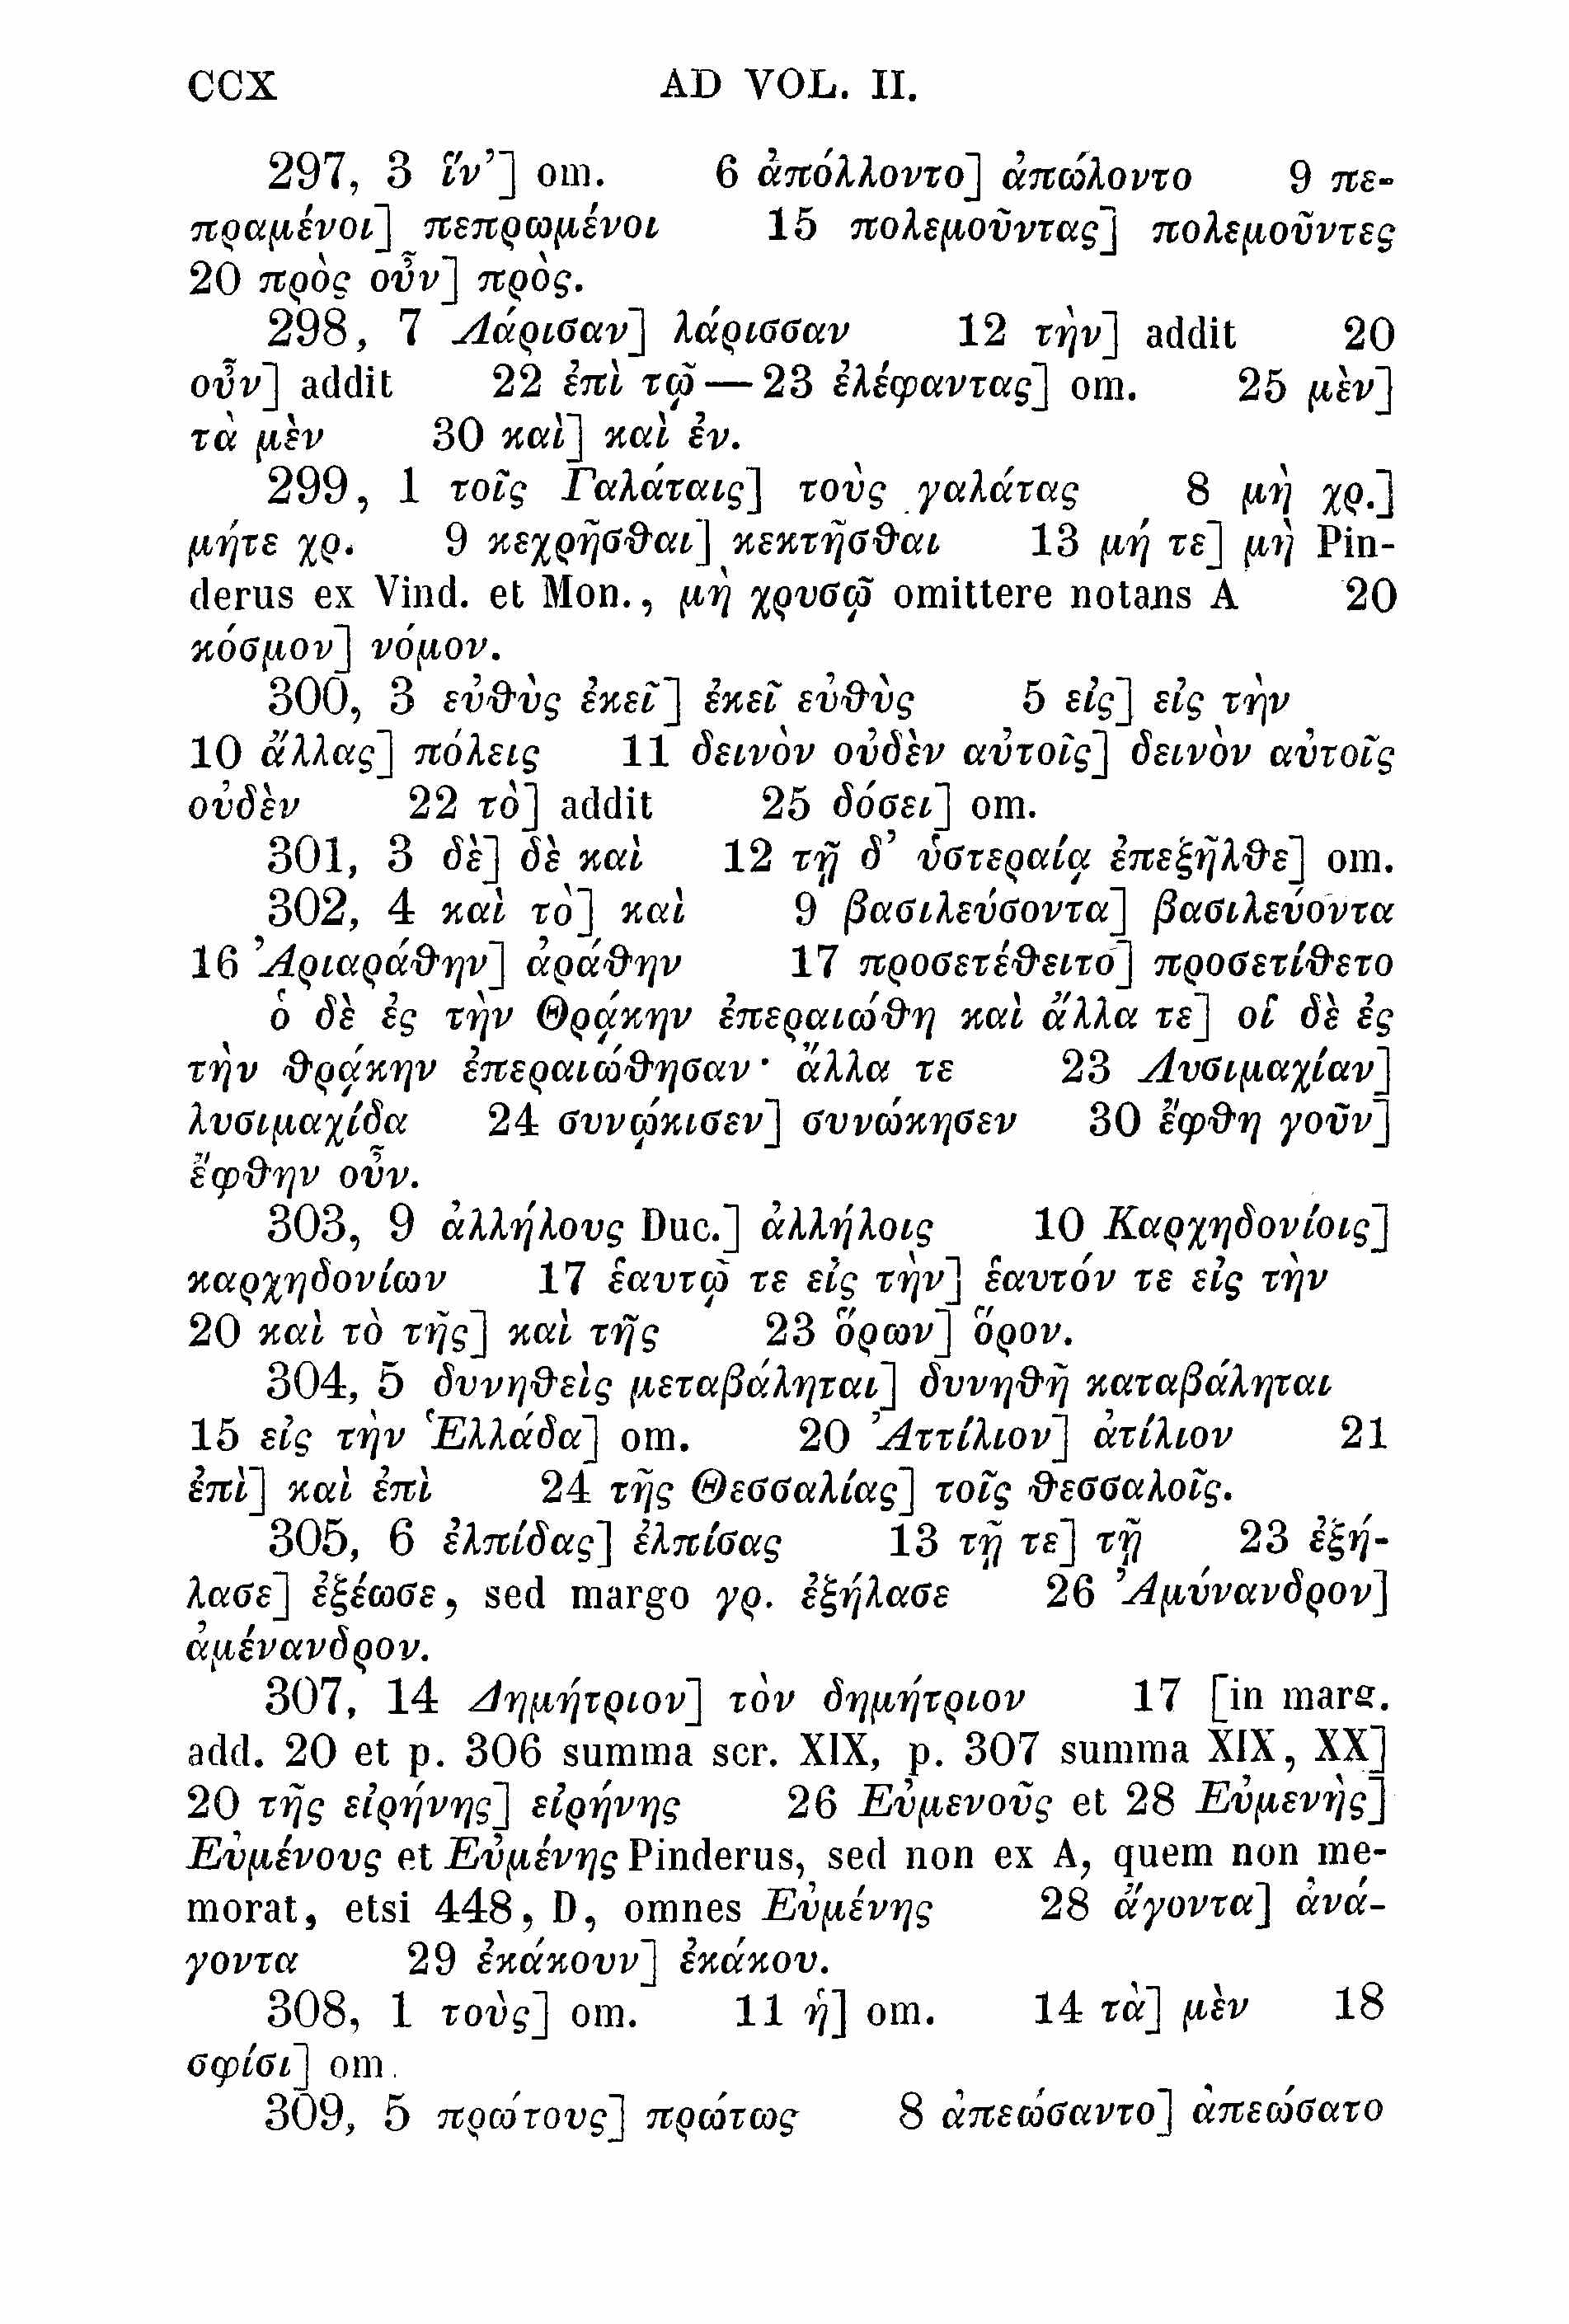 CCX AD VOL. II.
297, 3 ἵν'] om. 6 ἀπόλλοντο] ἀπώλοντο 9 πε-
πραμένοι] πεπρωμένοι 15 πολεμοῦντας] πολεμοῦντες
20 πρὸς οὖν] πρὸς.
298, 7 Λάρισαν] λάρισσαν 12 τὴν] addit 20
οὖν] addit 22 ἐπὶ τῷ — 23 ἐλέφαντας] om. 25 μὲν]
τὰ μὲν 30 καὶ] καὶ ἐν.
299, 1 τοῖς Γαλάταις] τοὺς γαλάτας 8 μὴ χρ.]
μήτε χρ. 9 κεχρῆσθαι] κεκτῆσθαι 13 μή τε] μὴ Pin-
derus ex Vind. et Mon., μὴ χρυσῷ omittere notans A 20
κόσμον] νόμον.
300, 3 εὐθὺς ἐκεῖ] ἐκεῖ εὐθὺς 5 εἰς] εἰς τὴν
10 ἄλλας] πόλεις 11 δεινὸν οὐδὲν αὐτοῖς] δεινὸν αὐτοῖς
οὐδὲν 22 τὸ] addit 25 δόσει] om.
301, 3 δὲ] δὲ καὶ 12 τῇ δ' ὑστεραίᾳ ἐπεξῆλθε] om.
302, 4 καὶ τὸ] καὶ 9 βασιλεύσοντα] βασιλεύοντα
16 Ἀριαράθην] ἀράθην 17 προσετέθειτο] προσετίθετο
ὁ δὲ ἐς τὴν Θρᾴκην ἐπεραιώθη καὶ ἄλλα τε] οἱ δὲ ἐς
τὴν θρᾴκην ἐπεραιώθησαν· ἄλλα τε 23 Λυσιμαχίαν]
λυσιμαχίδα 24 συνῴκισεν] συνώκησεν 30 ἔφθη γοῦν]
ἔφθην οὖν.
303, 9 ἀλλήλους Duc.] ἀλλήλοις 10 Καρχηδονίοις]
καρχηδονίων 17 ἑαυτῷ τε εἰς τὴν] ἑαυτόν τε εἰς τὴν
20 καὶ τὸ τῆς] καὶ τῆς 23 ὅρων] ὅρον.
304, 5 δυνηθεὶς μεταβάληται] δυνηθῆ καταβάληται
15 εἰς τὴν Ἑλλάδα] om. 20 Ἀττίλιον] ἀτίλιον 21
ἐπὶ] καὶ ἐπὶ 24 τῆς Θεσσαλίας] τοῖς θεσσαλοῖς.
305, 6 ἐλπίδας] ἐλπίσας 13 τῇ τε] τῇ 23 ἐξή-
λασε] ἐξέωσε, sed margo γρ. ἐξήλασε 26 Ἀμύνανδρον]
ἀμένανδρον.
307, 14 Δημήτριον] τὸν δημήτριον 17 [in marg.
add. 20 et p. 306 summa scr. XIX, p. 307 summa XIX, XX]
20 τῆς εἰρήνης] εἰρήνης 26 Εὐμενοῦς et 28 Εὐμενὴς]
Εὐμένους et Εὐμένης Pinderus, sed non ex A, quem non me-
morat, etsi 448, D, omnes Εὐμένης 28 ἄγοντα] ἀνά-
γοντα 29 ἐκάκουν] ἐκάκου.
308, 1 τοὺς] om. 11 ἡ] om. 14 τὰ] μὲν 18
σφίσι] om.
309, 5 πρώτους] πρώτως 8 ἀπεώσαντο] ἀπεώσατο